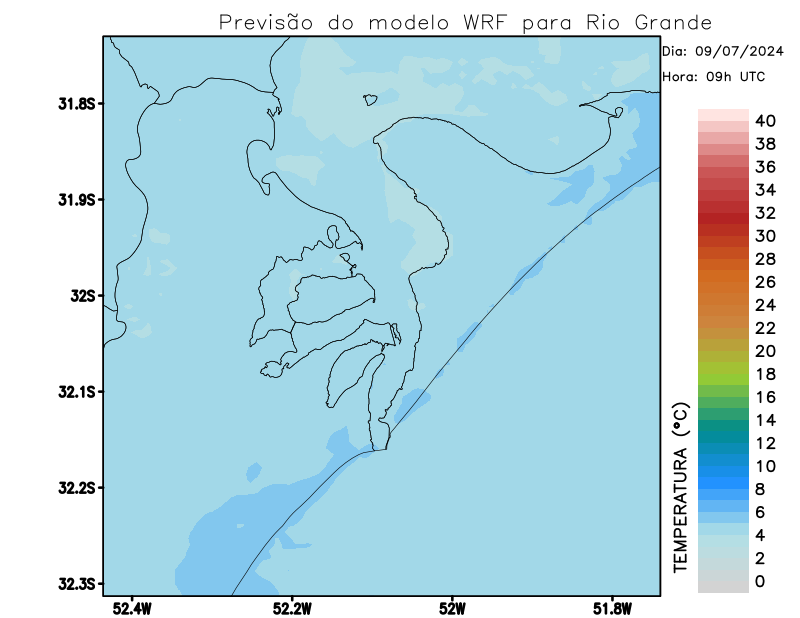 Previsão do modelo WRF para Rio Grande
Dia: 09/07/2024
Hora: 09h UTC
31.8S
31.9S
32S
32.1S
32.2S
32.3S
52.4W
52.2W
52W
51.8W
TEMPERATURA (°C)
40
38
36
34
32
30
28
26
24
22
20
18
16
14
12
10
8
6
4
2
0